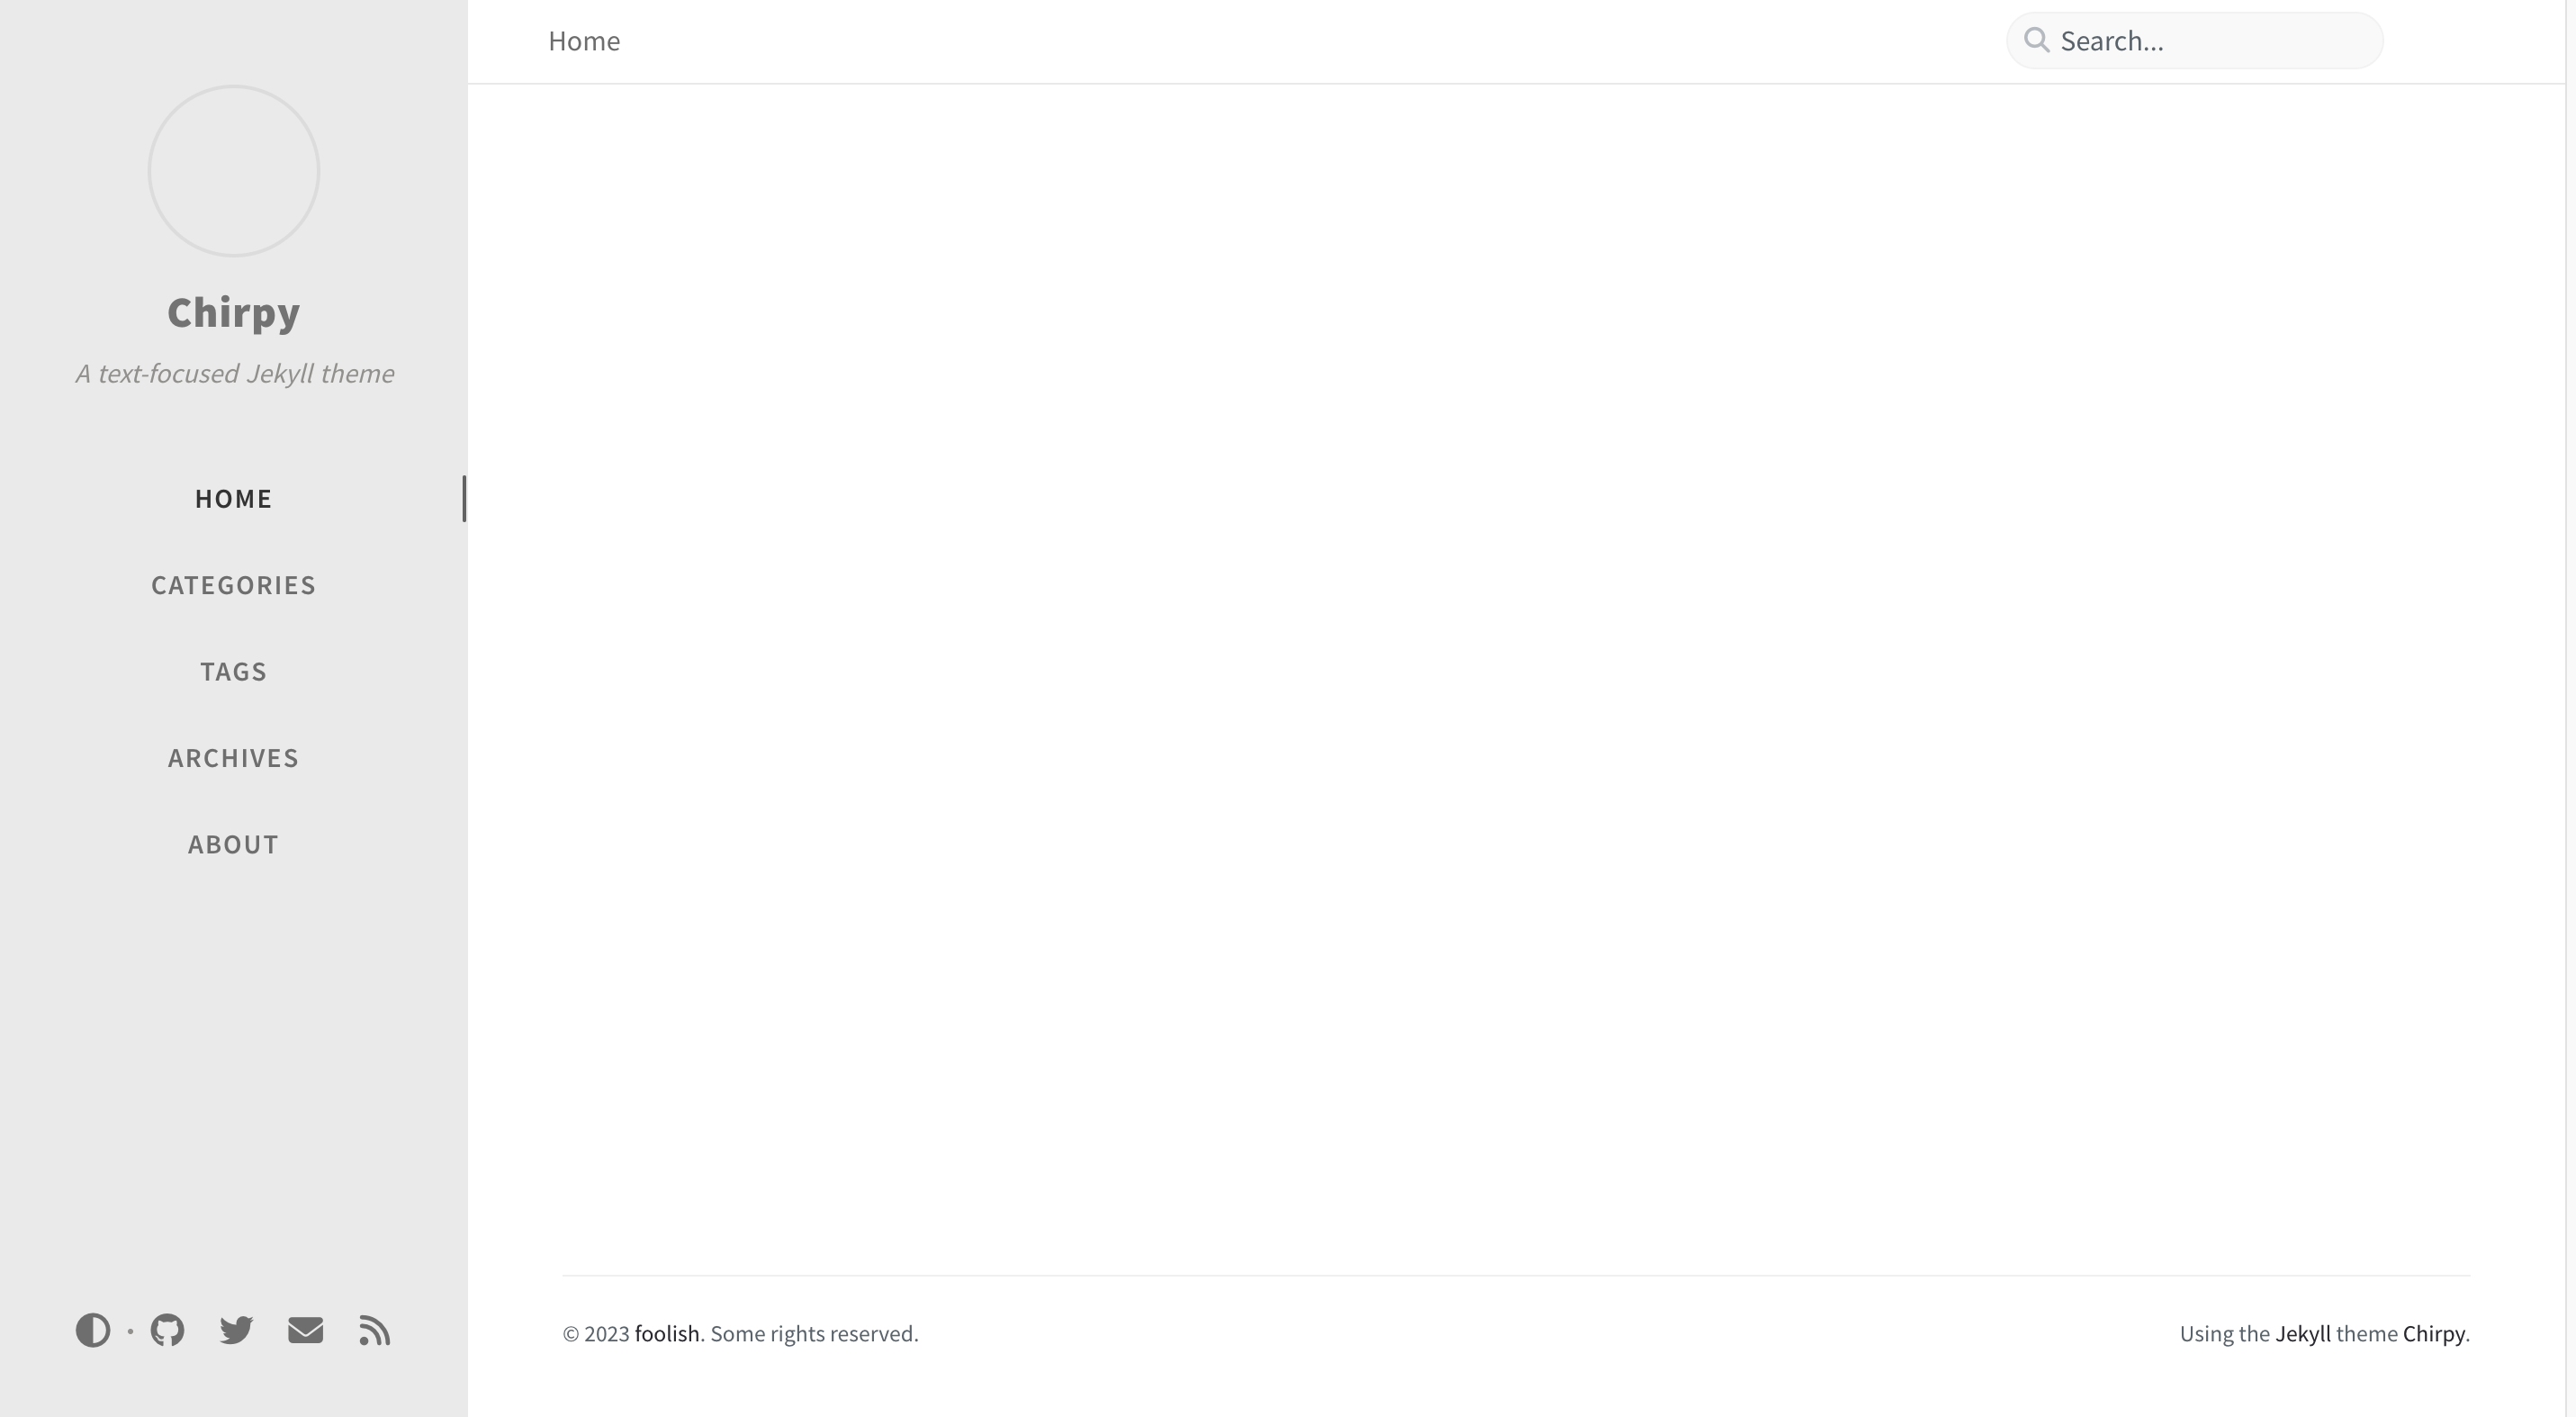 Chirpy
A text-focused Jekyll theme
HOME
CATEGORIES
TAGS
ARCHIVES
ABOUT
Home
Search...
© 2023 foolish. Some rights reserved.
Using the Jekyll theme Chirpy.